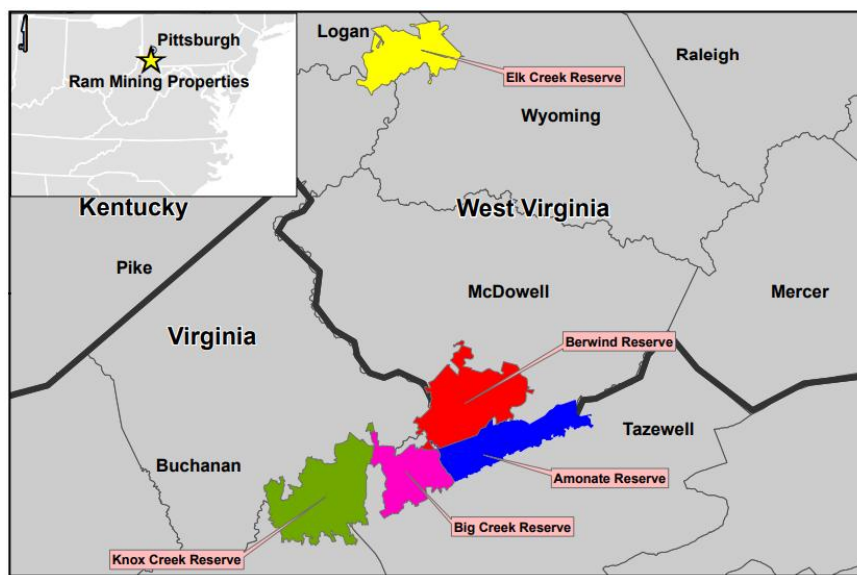 Pittsburgh
Ram Mining Properties
Logan
Elk Creek Reserve
Raleigh
Wyoming
Kentucky
West Virginia
Pike
McDowell
Mercer
Virginia
Berwind Reserve
Tazewell
Buchanan
Amonate Reserve
Big Creek Reserve
Knox Creek Reserve